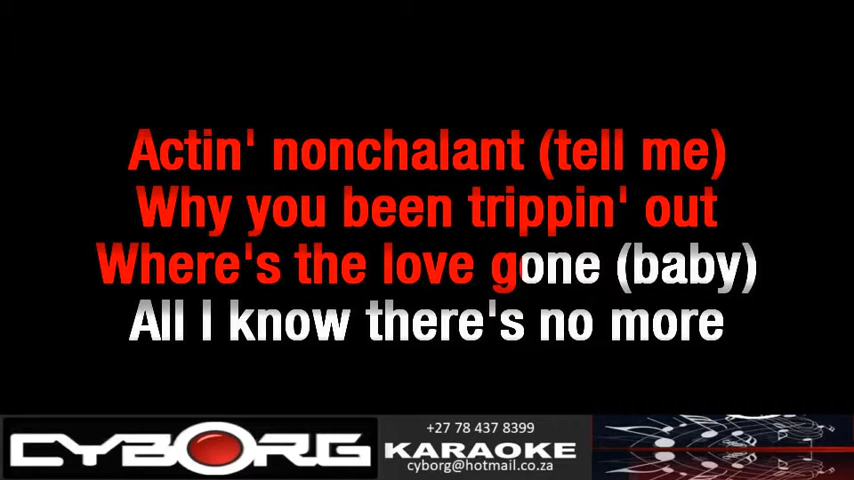 Actin' nonchalant (tell me)
Why you been trippin' out
Where's the love gone (baby)
All I know there's no more
CYBORG
+27 78 437 8399
KARAOKE
cyborg@hotmail.co.za